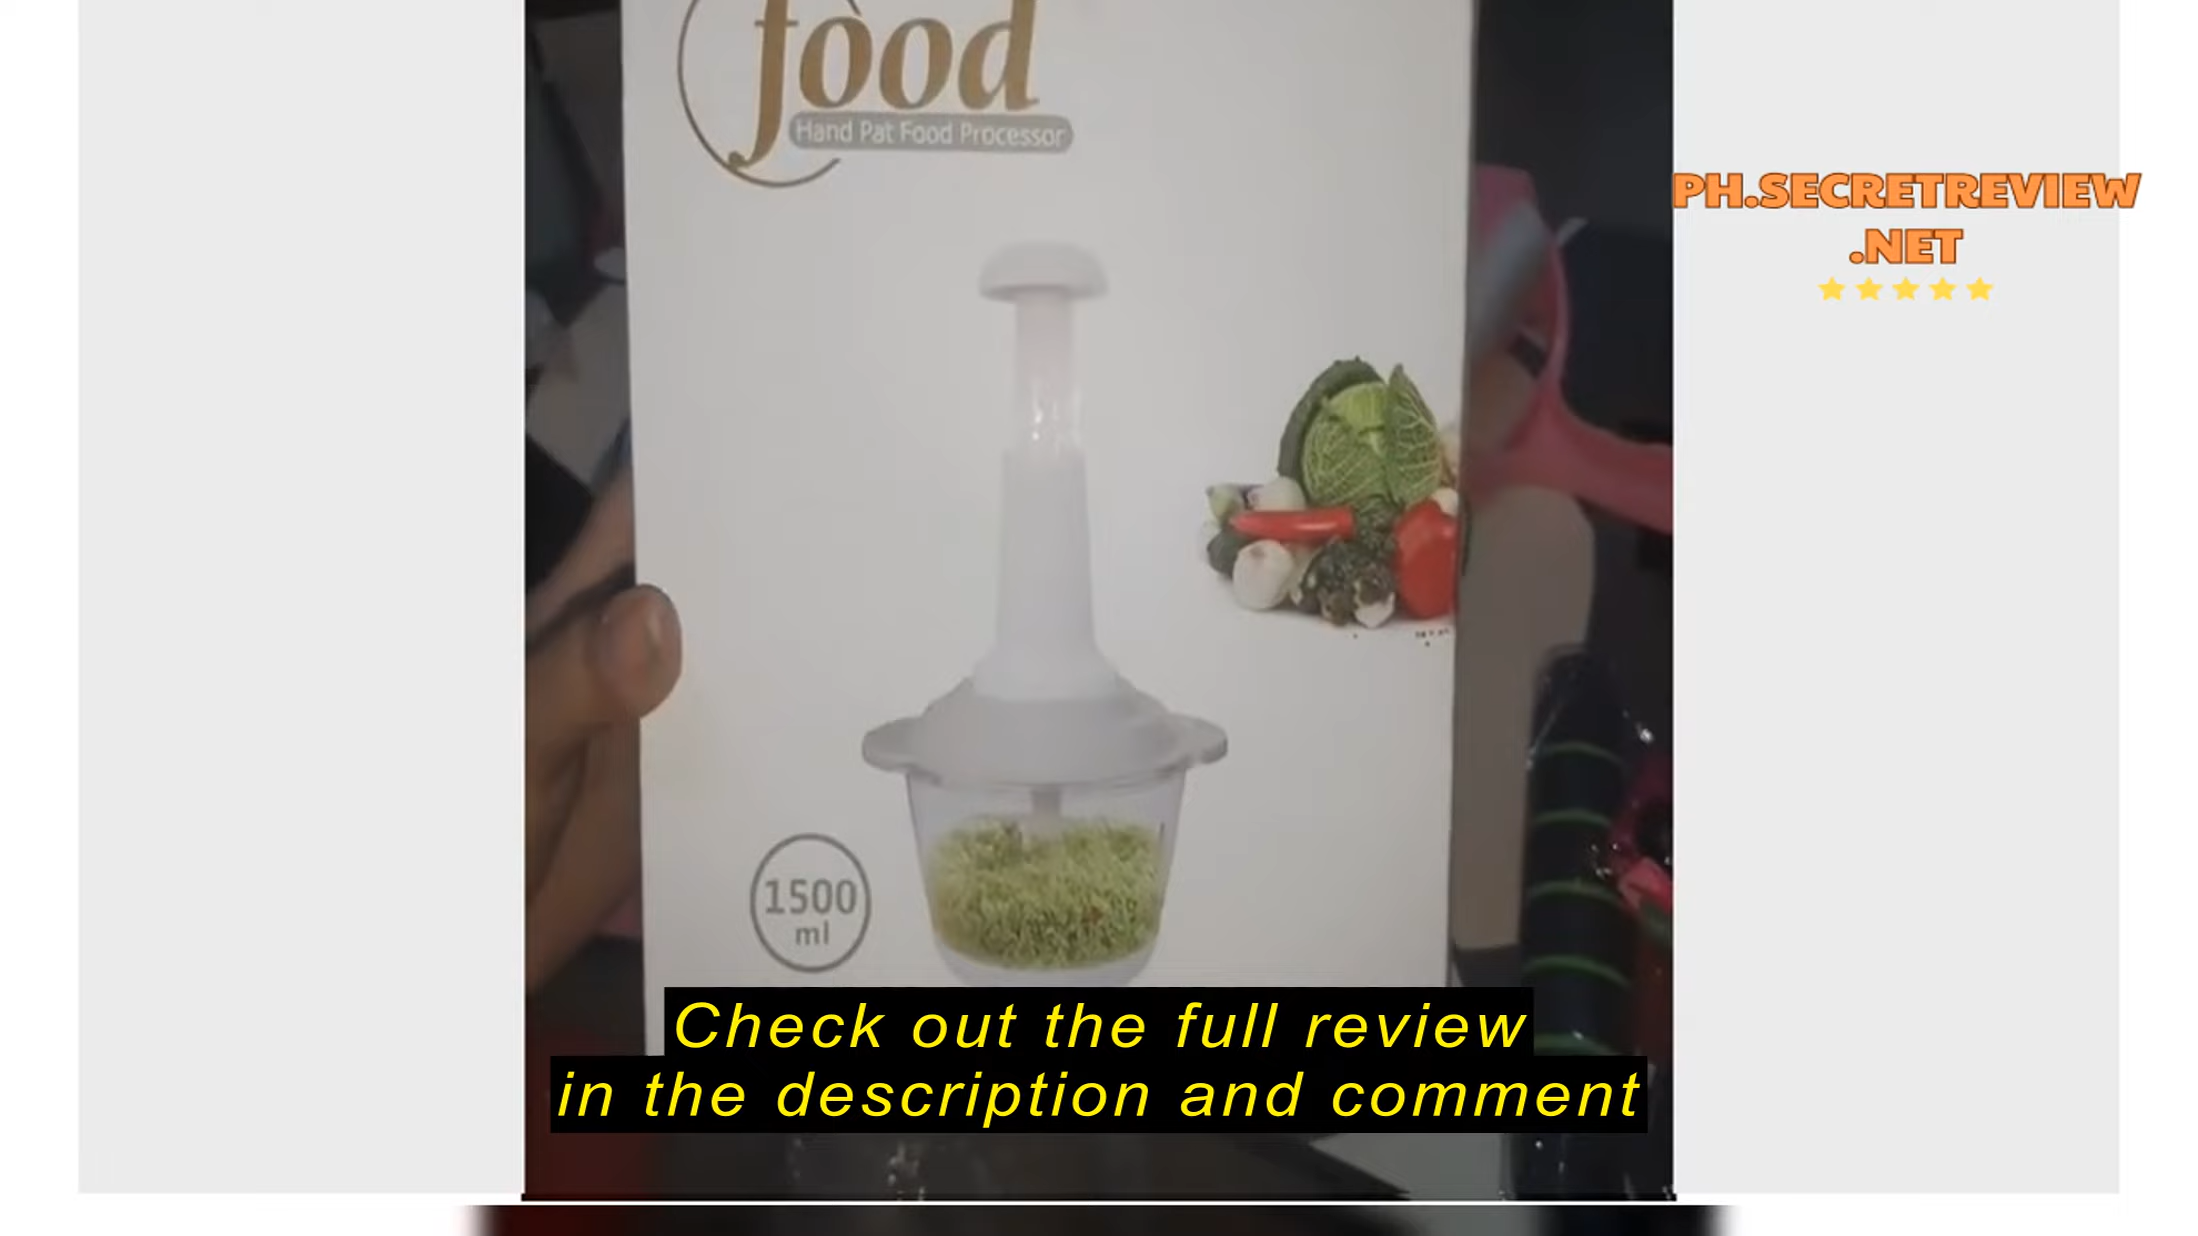 food
Hand Pat Food Processor
PH.SECRETREVIEW
.NET
1500
ml
Check out the full review
in the description and comment